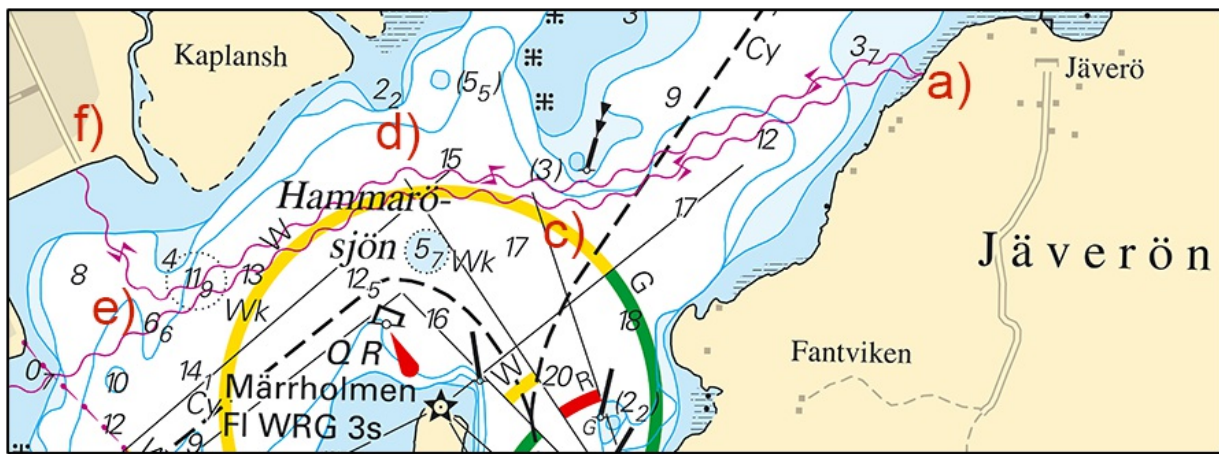 3
Cy
3₇
a)
Kaplansh
2₂
(5₅)
9
Jäverö
f)
d)
12
15
(3)
Hammarö-
W
c)
17
sjön
5₇
Wk
17
G
Jäverön
4
11₉
13
12₅
8
Wk
e)
6₆
16
18
Q R
W
20
R
Fantviken
0₇
10
14₁
Märrholmen
Cy
(2₂)
12
Fl WRG 3s
G
9